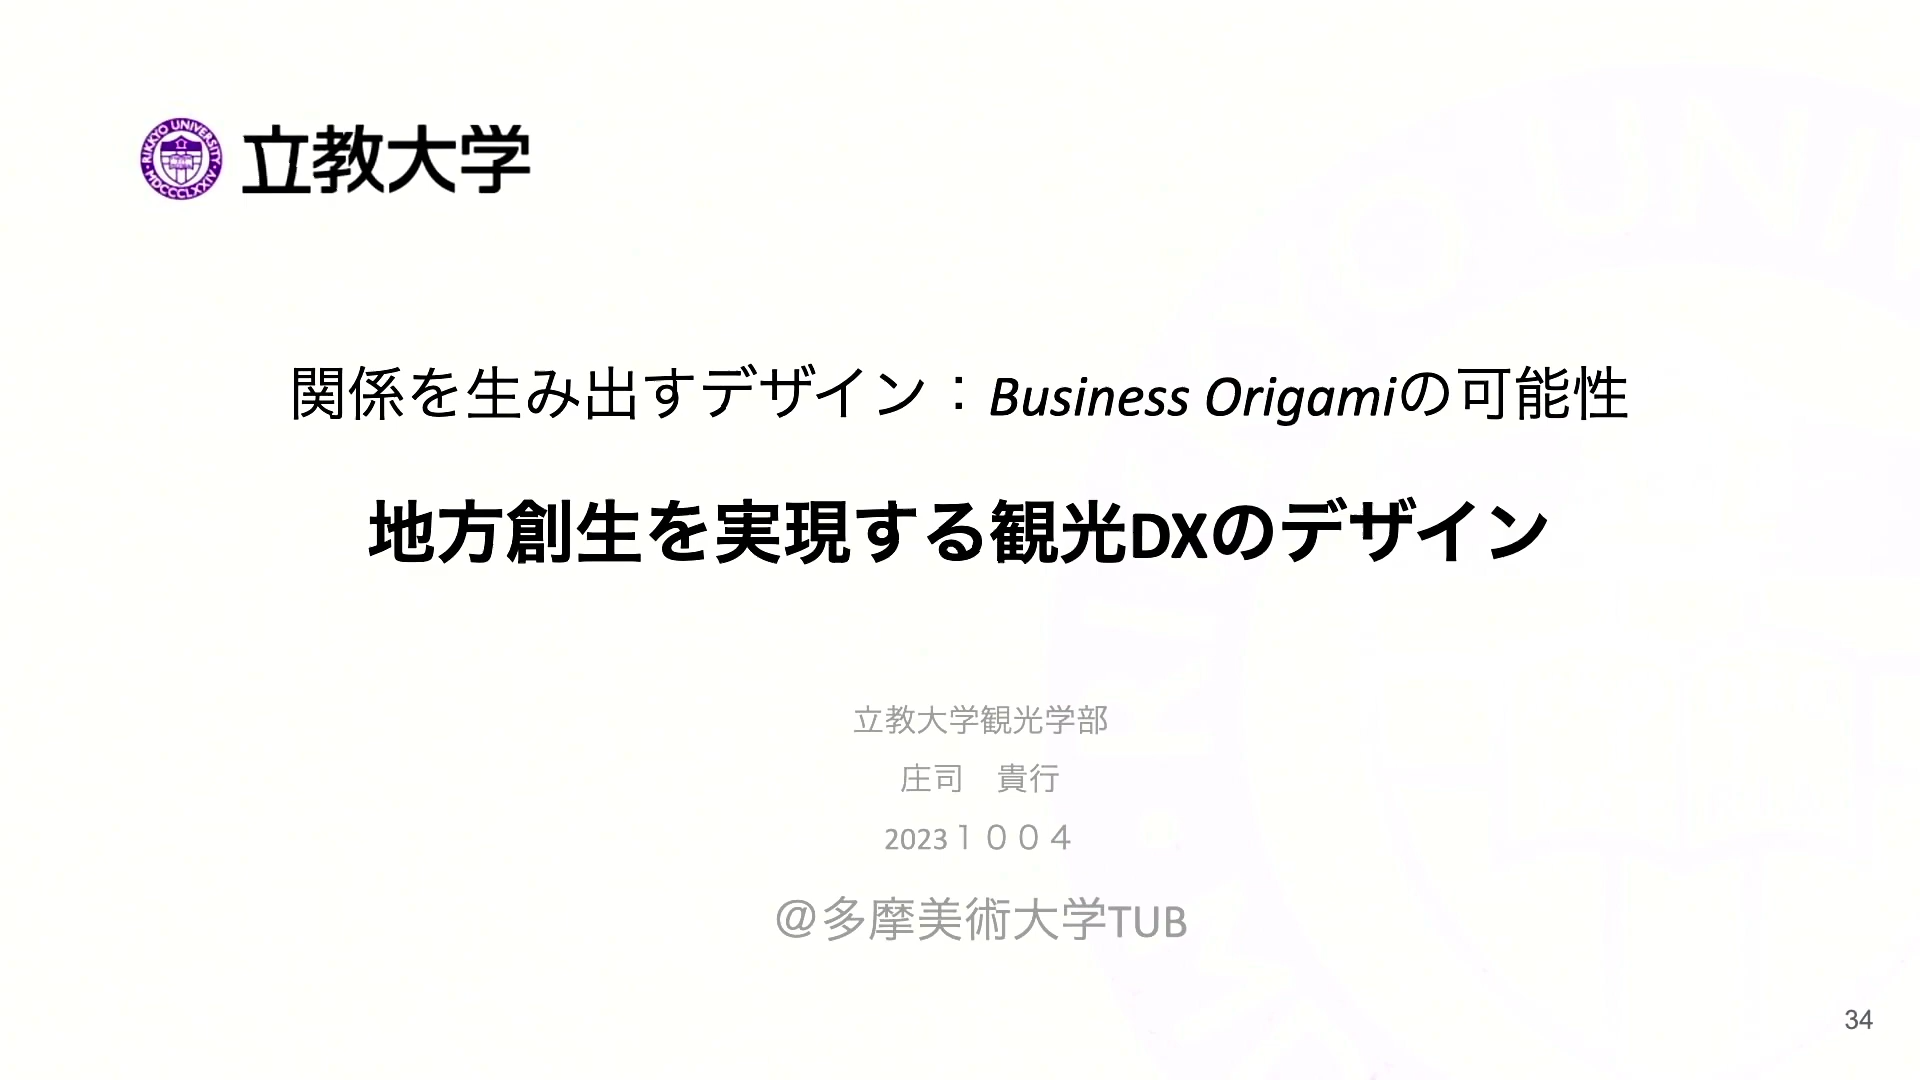 RIKKYO UNIVERSITY
MDCCCLXXIV
立教大学
関係を生み出すデザイン：Business Origamiの可能性
地方創生を実現する観光DXのデザイン
立教大学観光学部
庄司　貴行
2023１００４
＠多摩美術大学TUB
34